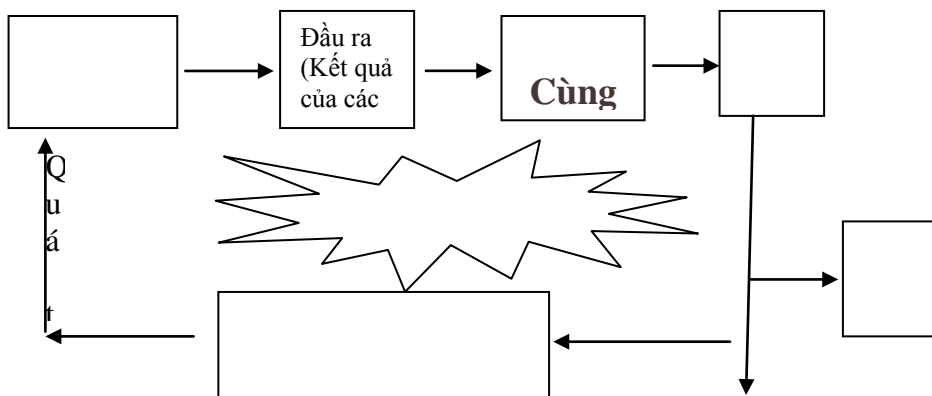 Đầu ra
(Kết quả
của các
Cùng
Q
u
á
t